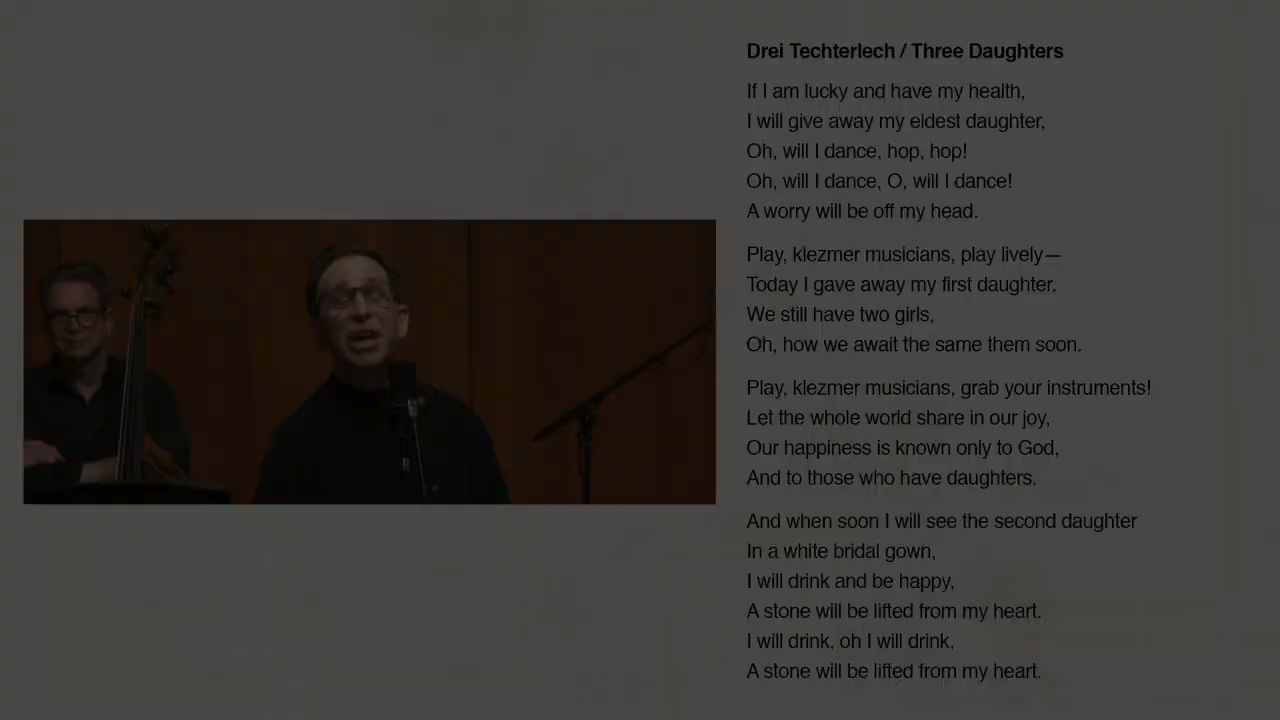 Drei Techterlech / Three Daughters
If I am lucky and have my health,
I will give away my eldest daughter,
Oh, will I dance, hop, hop!
Oh, will I dance, O, will I dance!
A worry will be off my head.
Play, klezmer musicians, play lively—
Today I gave away my first daughter.
We still have two girls,
Oh, how we await the same them soon.
Play, klezmer musicians, grab your instruments!
Let the whole world share in our joy,
Our happiness is known only to God,
And to those who have daughters.
And when soon I will see the second daughter
In a white bridal gown,
I will drink and be happy,
A stone will be lifted from my heart.
I will drink, oh I will drink,
A stone will be lifted from my heart.